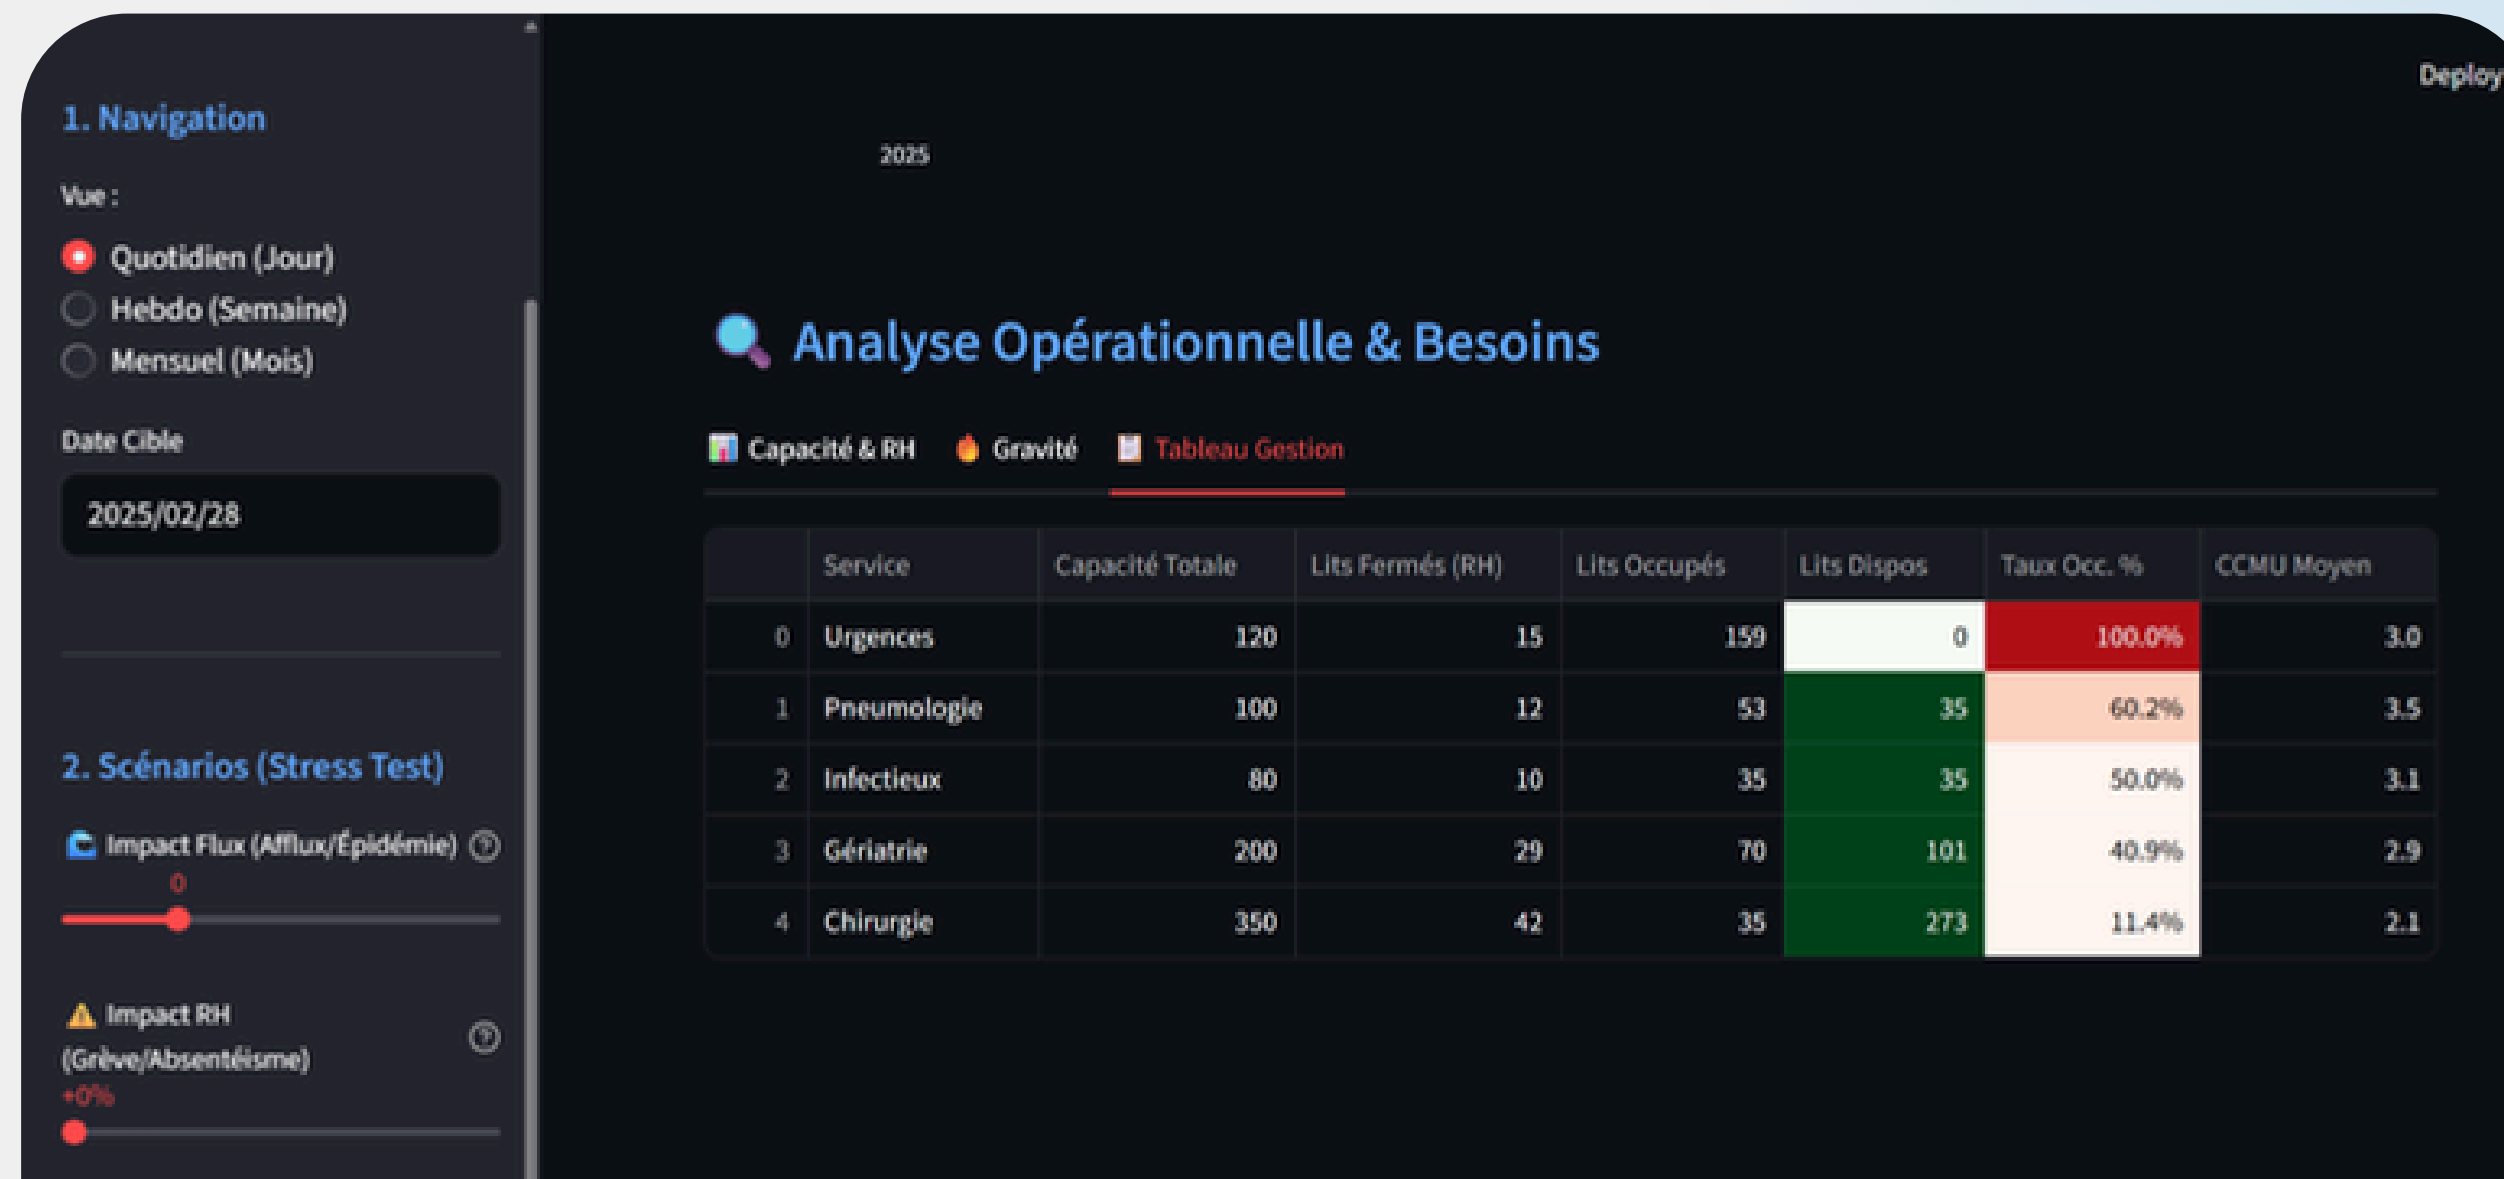 1. Navigation
Vue :
Quotidien (Jour)
Hebdo (Semaine)
Mensuel (Mois)
Date Cible
2025/02/28
2. Scénarios (Stress Test)
Impact Flux (Afflux/Épidémie)
0
Impact RH
(Grève/Absentéisme)
+0%
Deploy
2025
Analyse Opérationnelle & Besoins
Capacité & RH Gravité Tableau Gestion
Service Capacité Totale Lits Fermés (RH) Lits Occupés Lits Dispos Taux Occ. % CCMU Moyen
0 Urgences 120 15 159 0 100.0% 3.0
1 Pneumologie 100 12 53 35 60.2% 3.5
2 Infectieux 80 10 35 35 50.0% 3.1
3 Gériatrie 200 29 70 101 40.9% 2.9
4 Chirurgie 350 42 35 273 11.4% 2.1